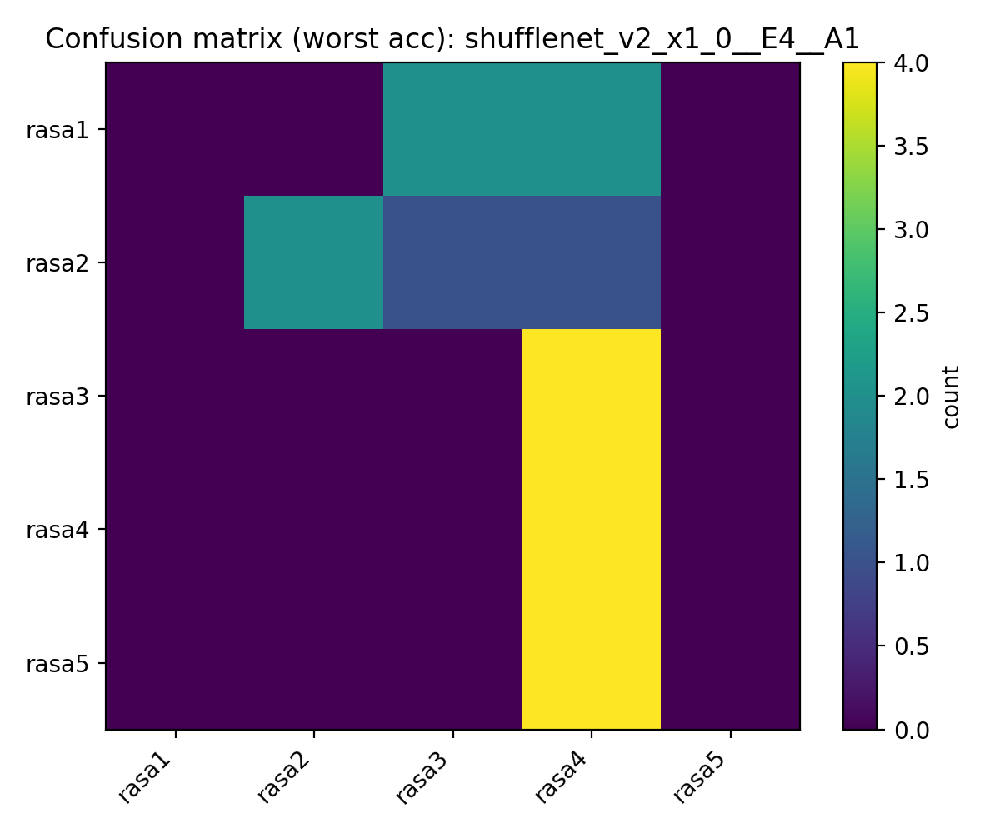 Confusion matrix (worst acc): shufflenet_v2_x1_0__E4__A1
rasa1
rasa2
rasa3
rasa4
rasa5
rasa1
rasa2
rasa3
rasa4
rasa5
4.0
3.5
3.0
2.5
2.0
1.5
1.0
0.5
0.0
count